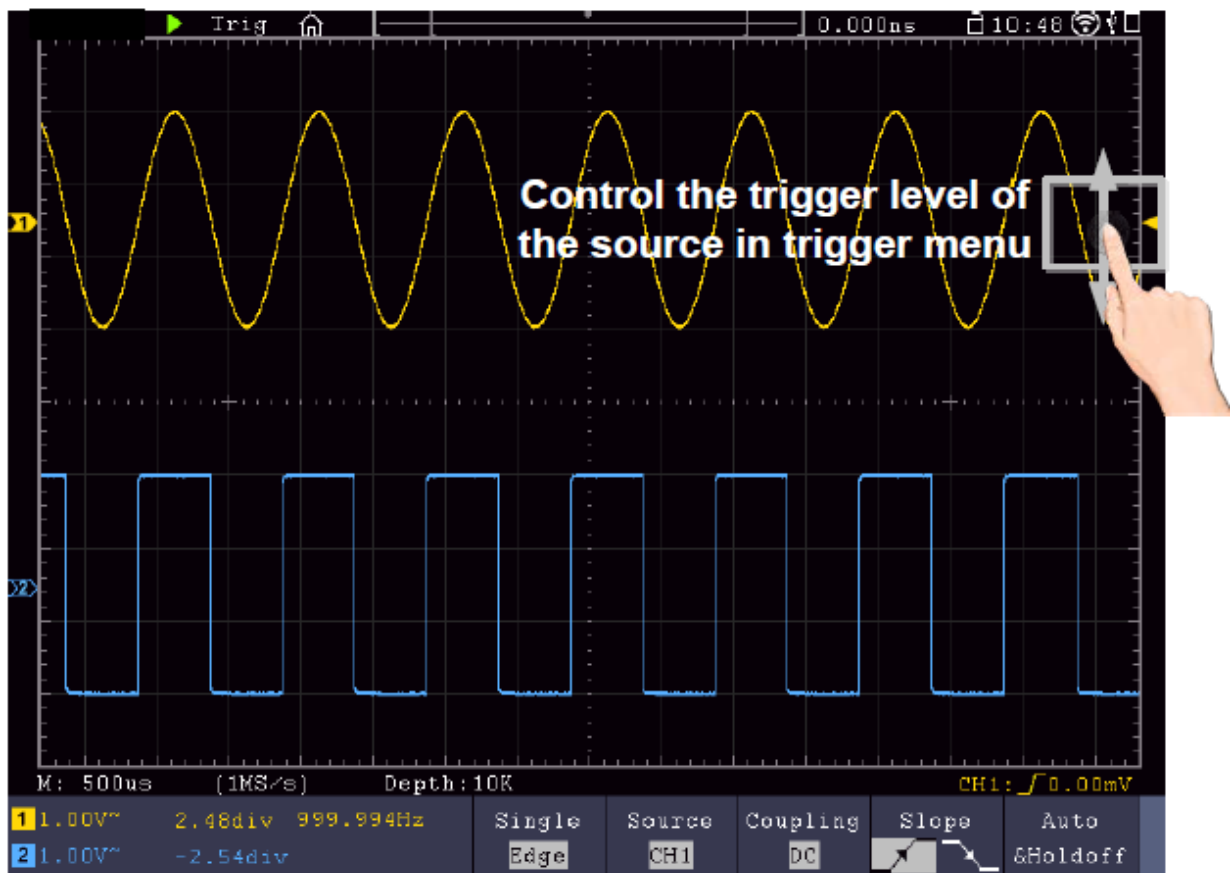 Trig 0.000ns 10:48
Control the trigger level of
the source in trigger menu
1
2
M: 500us (1MS/s) Depth:10K CH1: 0.00mV
1 1.00V~ 2.48div 999.994Hz Single Source Coupling Slope Auto
2 1.00V~ -2.54div Edge CH1 DC &Holdoff